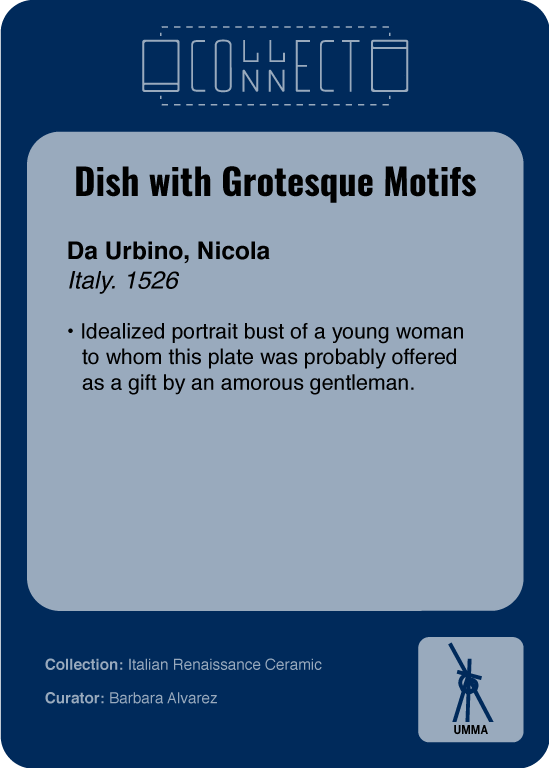 COLLECT
CONNECT
Dish with Grotesque Motifs
Da Urbino, Nicola
Italy. 1526
• Idealized portrait bust of a young woman
to whom this plate was probably offered
as a gift by an amorous gentleman.
Collection: Italian Renaissance Ceramic
Curator: Barbara Alvarez
UMMA